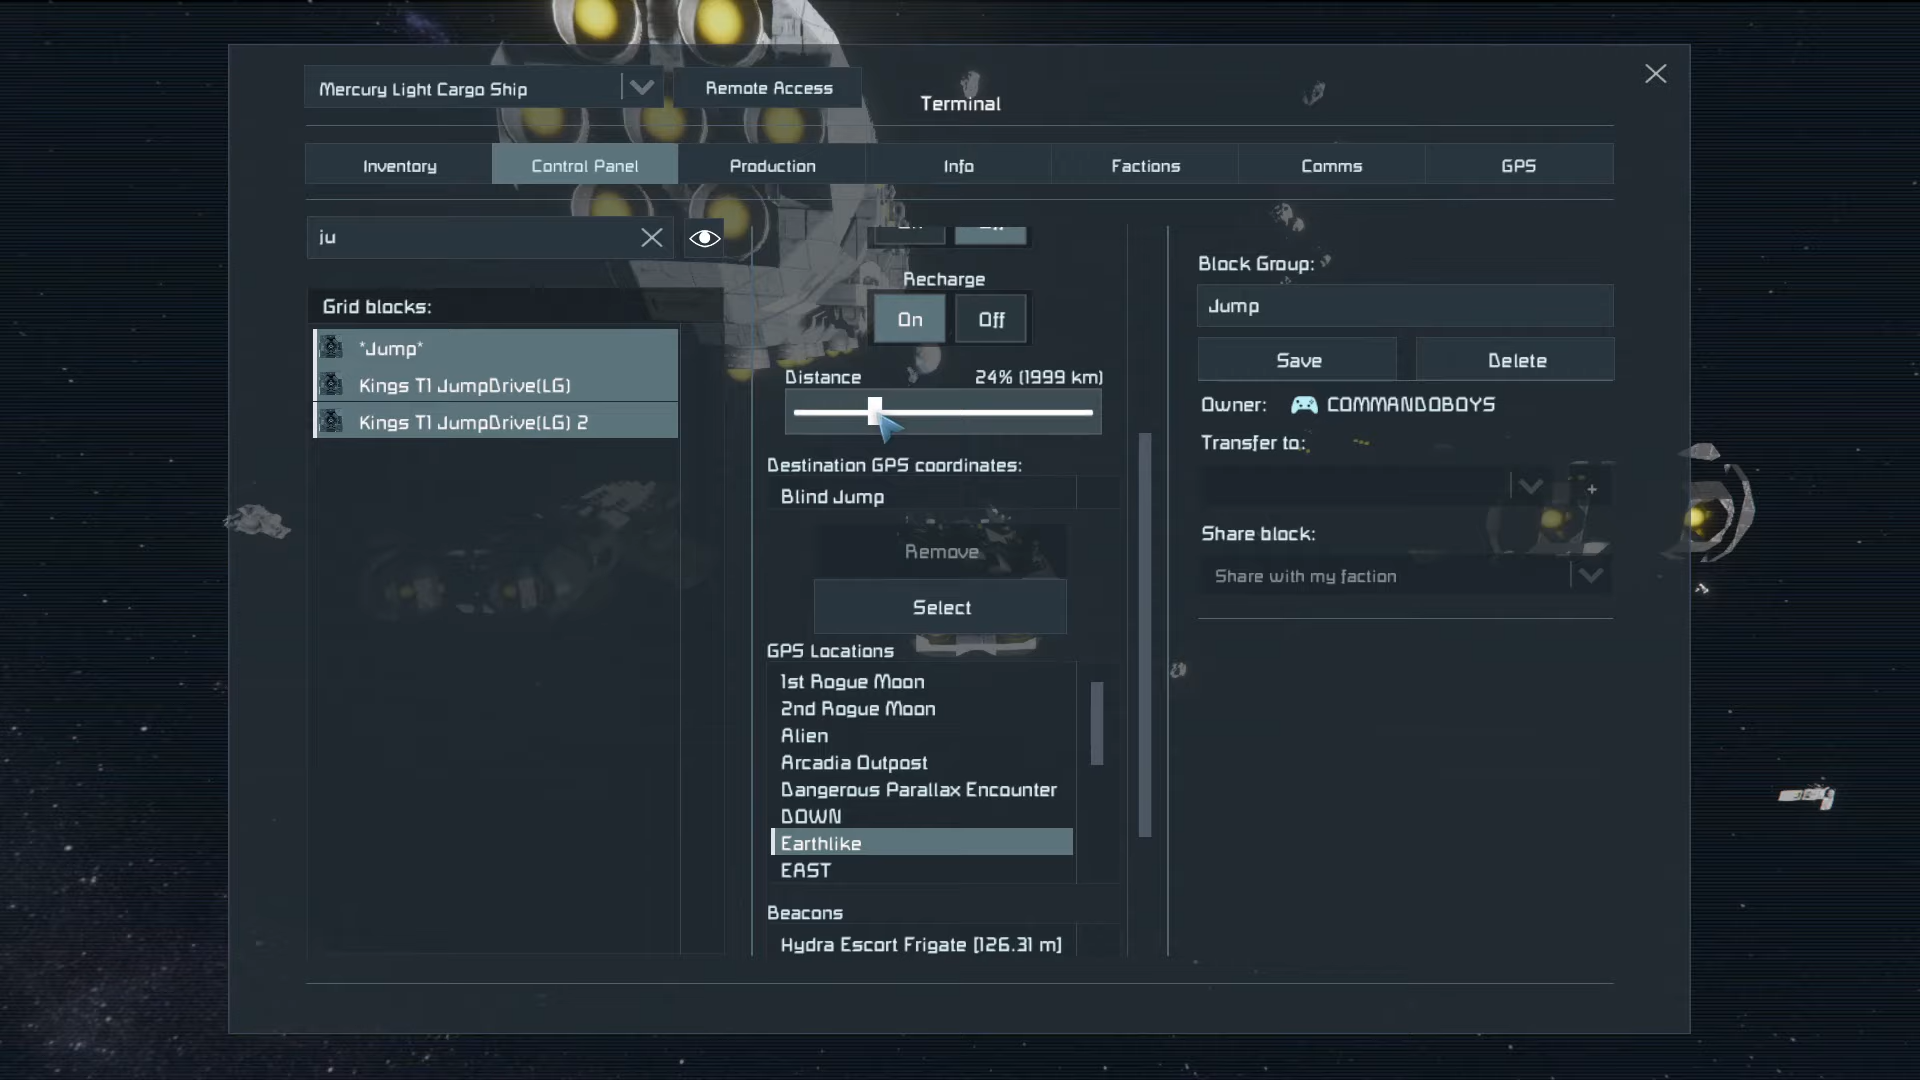 Mercury Light Cargo Ship
Remote Access
Terminal
Inventory
Control Panel
Production
Info
Factions
Comms
GPS
ju
Grid blocks:
*Jump*
Kings T1 JumpDrive(LG)
Kings T1 JumpDrive(LG) 2
Recharge
On
Off
Distance
24% (1999 km)
Destination GPS coordinates:
Blind Jump
Remove
Select
GPS Locations
1st Rogue Moon
2nd Rogue Moon
Alien
Arcadia Outpost
Dangerous Parallax Encounter
DOWN
Earthlike
EAST
Beacons
Hydra Escort Frigate [126.31 m]
Block Group:
Jump
Save
Delete
Owner: COMMANDOBOYS
Transfer to:
Share block:
Share with my faction